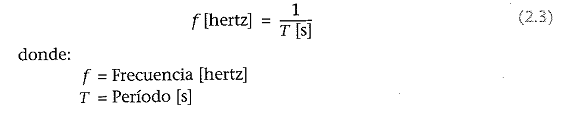 f [hertz] = 1 / T [s] (2.3)
donde:
f = Frecuencia [hertz]
T = Período [s]